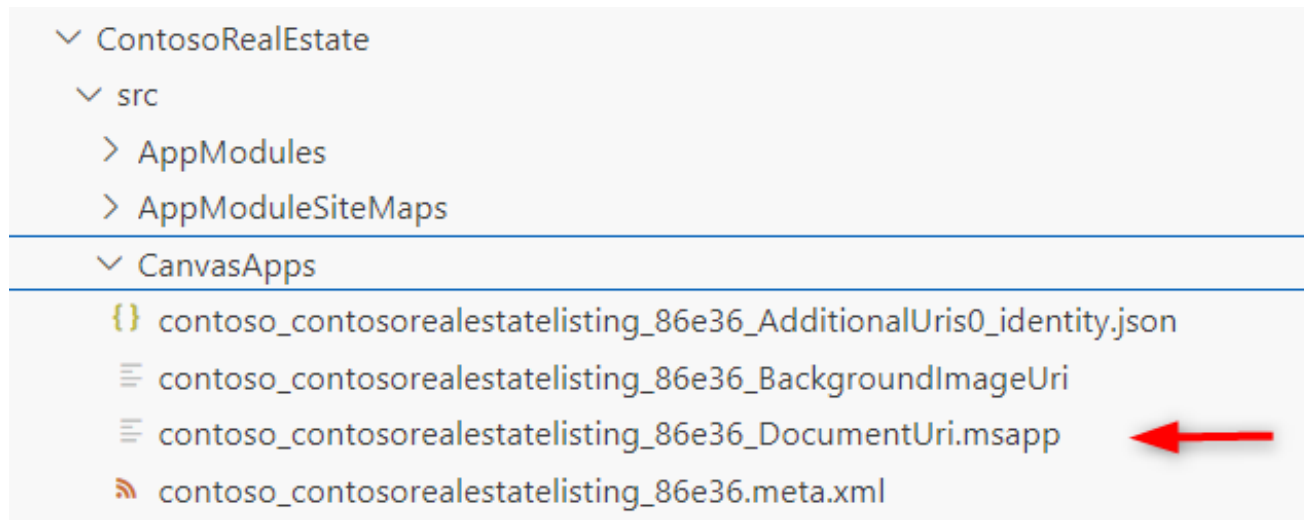 ContosoRealEstate
src
AppModules
AppModuleSiteMaps
CanvasApps
contoso_contosorealestatelisting_86e36_AdditionalUris0_identity.json
contoso_contosorealestatelisting_86e36_BackgroundImageUri
contoso_contosorealestatelisting_86e36_DocumentUri.msapp
contoso_contosorealestatelisting_86e36.meta.xml